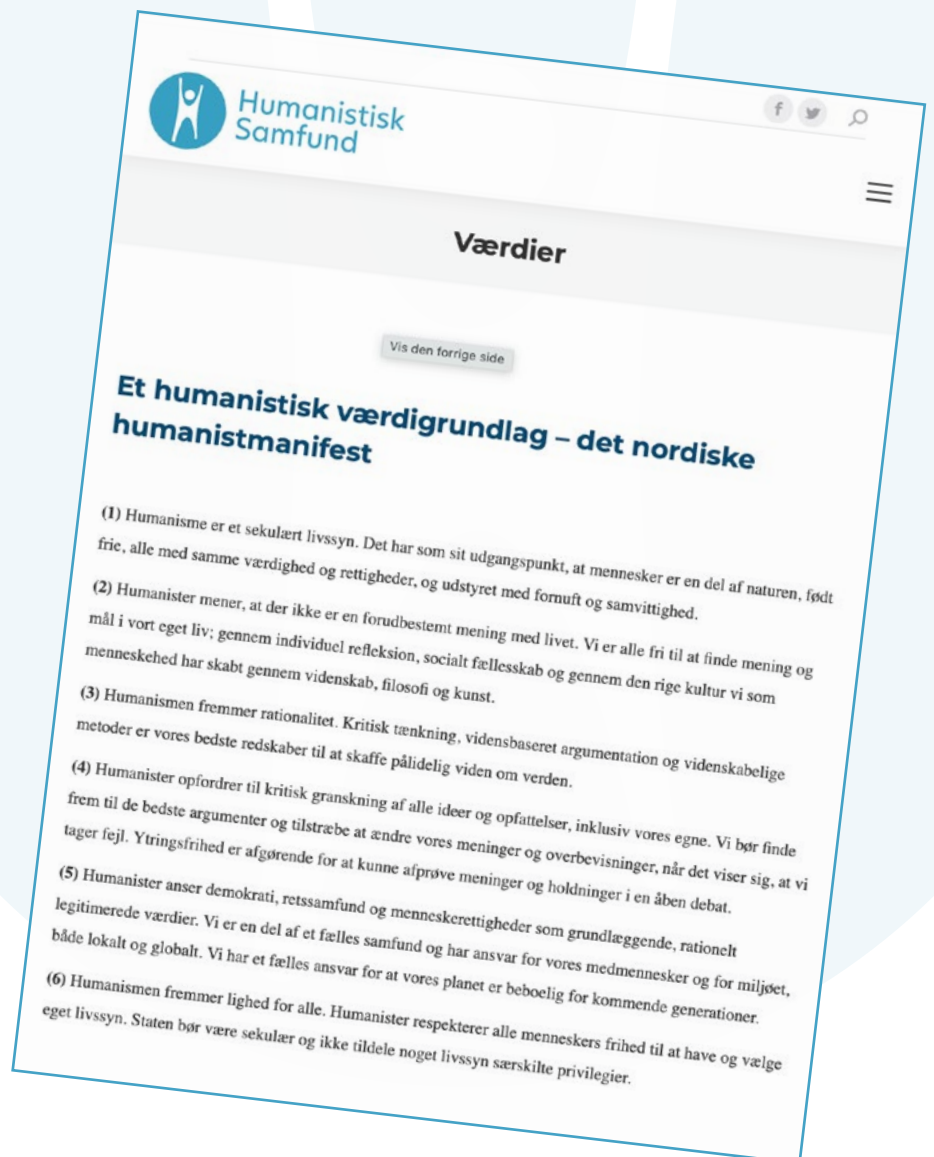 Humanistisk
Samfund
Værdier
Vis den forrige side
Et humanistisk værdigrundlag – det nordiske
humanistmanifest
(1) Humanisme er et sekulært livssyn. Det har som sit udgangspunkt, at mennesker er en del af naturen, født
frie, alle med samme værdighed og rettigheder, og udstyret med fornuft og samvittighed.
(2) Humanister mener, at der ikke er en forudbestemt mening med livet. Vi er alle fri til at finde mening og
mål i vort eget liv; gennem individuel refleksion, socialt fællesskab og gennem den rige kultur vi som
menneskehed har skabt gennem videnskab, filosofi og kunst.
(3) Humanismen fremmer rationalitet. Kritisk tænkning, vidensbaseret argumentation og videnskabelige
metoder er vores bedste redskaber til at skaffe pålidelig viden om verden.
(4) Humanister opfordrer til kritisk granskning af alle ideer og opfattelser, inklusiv vores egne. Vi bør finde
frem til de bedste argumenter og tilstræbe at ændre vores meninger og overbevisninger, når det viser sig, at vi
tager fejl. Ytringsfrihed er afgørende for at kunne afprøve meninger og holdninger i en åben debat.
(5) Humanister anser demokrati, retssamfund og menneskerettigheder som grundlæggende, rationelt
legitimerede værdier. Vi er en del af et fælles samfund og har ansvar for vores medmennesker og for miljøet,
både lokalt og globalt. Vi har et fælles ansvar for at vores planet er beboelig for kommende generationer.
(6) Humanismen fremmer lighed for alle. Humanister respekterer alle menneskers frihed til at have og vælge
eget livssyn. Staten bør være sekulær og ikke tildele noget livssyn særskilte privilegier.